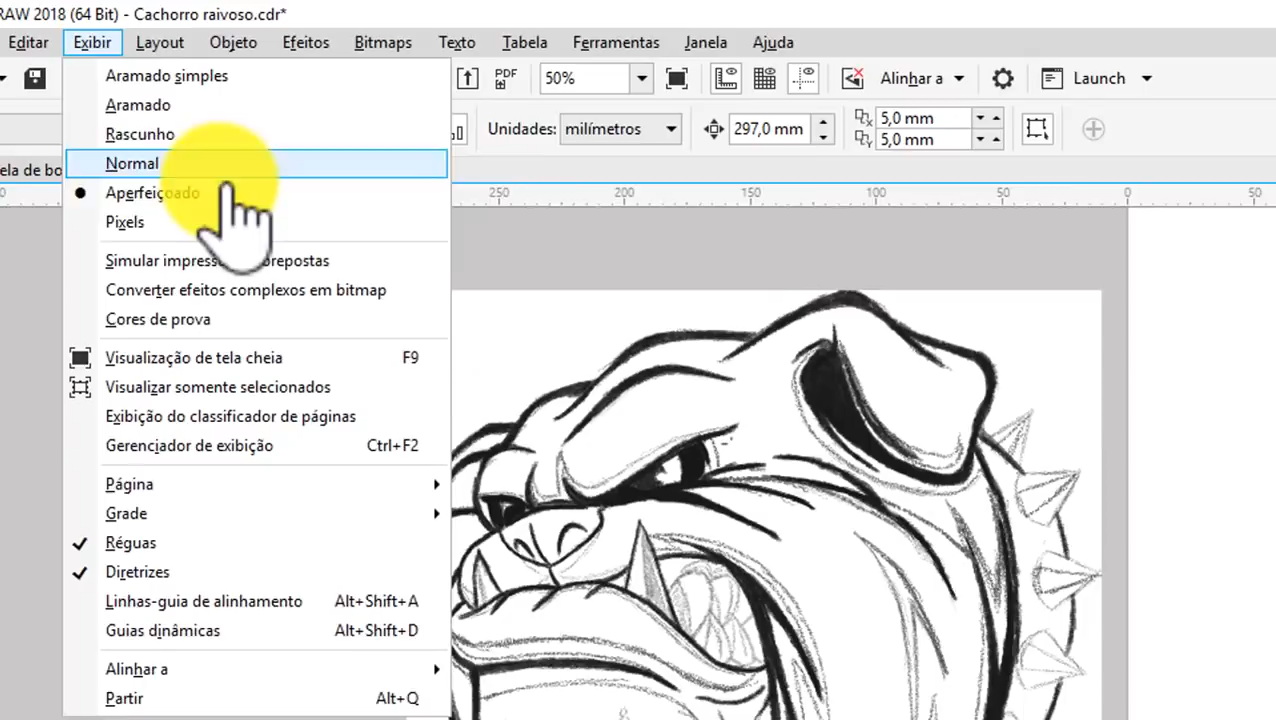 RAW 2018 (64 Bit) - Cachorro raivoso.cdr*
Editar Exibir Layout Objeto Efeitos Bitmaps Texto Tabela Ferramentas Janela Ajuda
PDF 50% Alinhar a Launch
Unidades: milímetros 297,0 mm 5,0 mm
5,0 mm
250 200 150 100 50 0 50
Aramado simples
Aramado
Rascunho
Normal
Aperfeiçoado
Pixels
Converter efeitos complexos em bitmap
Cores de prova
Visualização de tela cheia F9
Visualizar somente selecionados
Exibição do classificador de páginas
Gerenciador de exibição Ctrl+F2
Página
Grade
Réguas
Diretrizes
Linhas-guia de alinhamento Alt+Shift+A
Guias dinâmicas Alt+Shift+D
Alinhar a
Partir Alt+Q